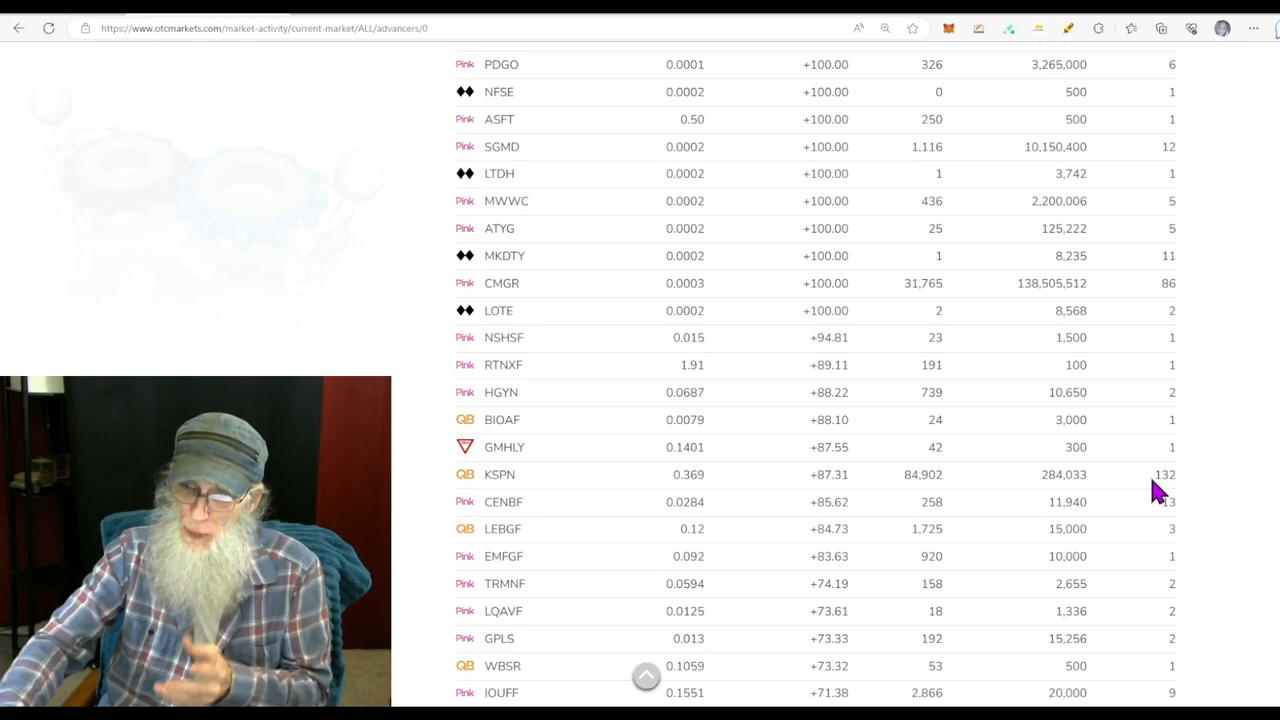 https://www.otcmarkets.com/market-activity/current-market/ALL/advancers/0
Pink PDGO 0.0001 +100.00 326 3,265,000 6
NFSE 0.0002 +100.00 0 500 1
Pink ASFT 0.50 +100.00 250 500 1
Pink SGMD 0.0002 +100.00 1,116 10,150,400 12
LTDH 0.0002 +100.00 1 3,742 1
Pink MWWC 0.0002 +100.00 436 2,200,006 5
Pink ATYG 0.0002 +100.00 25 125,222 5
MKDTY 0.0002 +100.00 1 8,235 11
Pink CMGR 0.0003 +100.00 31,765 138,505,512 86
LOTE 0.0002 +100.00 2 8,568 2
Pink NSHSF 0.015 +94.81 23 1,500 1
Pink RTNXF 1.91 +89.11 191 100 1
Pink HGYN 0.0687 +88.22 739 10,650 2
QB BIOAF 0.0079 +88.10 24 3,000 1
GMHLY 0.1401 +87.55 42 300 1
QB KSPN 0.369 +87.31 84,902 284,033 132
Pink CENBF 0.0284 +85.62 258 11,940 13
QB LEBGF 0.12 +84.73 1,725 15,000 3
Pink EMFGF 0.092 +83.63 920 10,000 1
Pink TRMNF 0.0594 +74.19 158 2,655 2
Pink LQAVF 0.0125 +73.61 18 1,336 2
Pink GPLS 0.013 +73.33 192 15,256 2
QB WBSR 0.1059 +73.32 53 500 1
Pink IOUFF 0.1551 +71.38 2,866 20,000 9